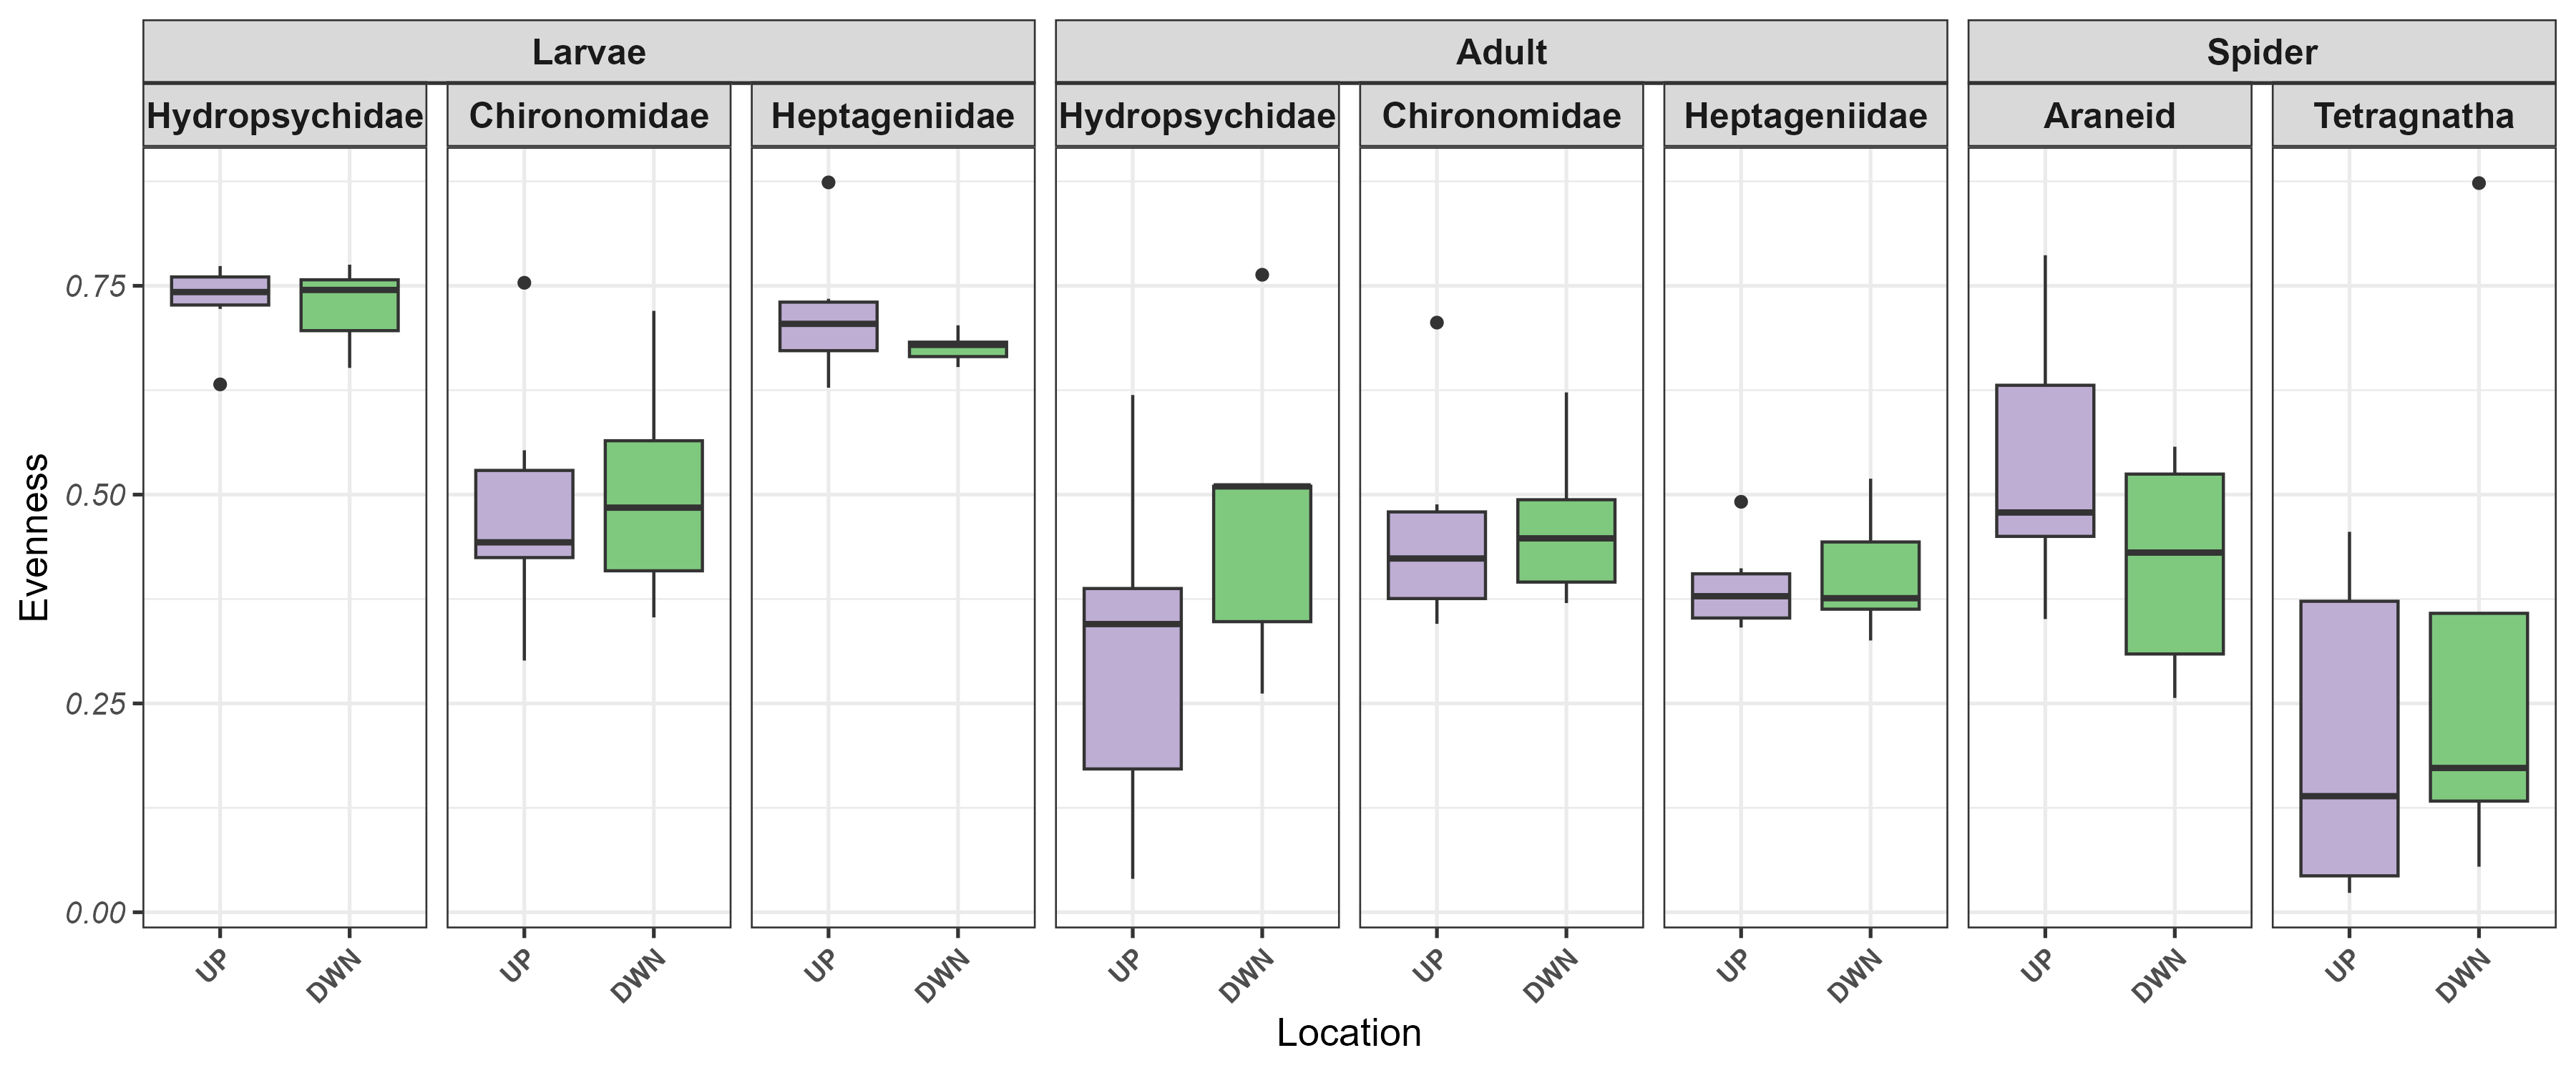 Larvae Adult Spider
Hydropsychidae Chironomidae Heptageniidae Hydropsychidae Chironomidae Heptageniidae Araneid Tetragnatha
Evenness
0.75
0.50
0.25
0.00
UP DWN UP DWN UP DWN UP DWN UP DWN UP DWN UP DWN UP DWN
Location